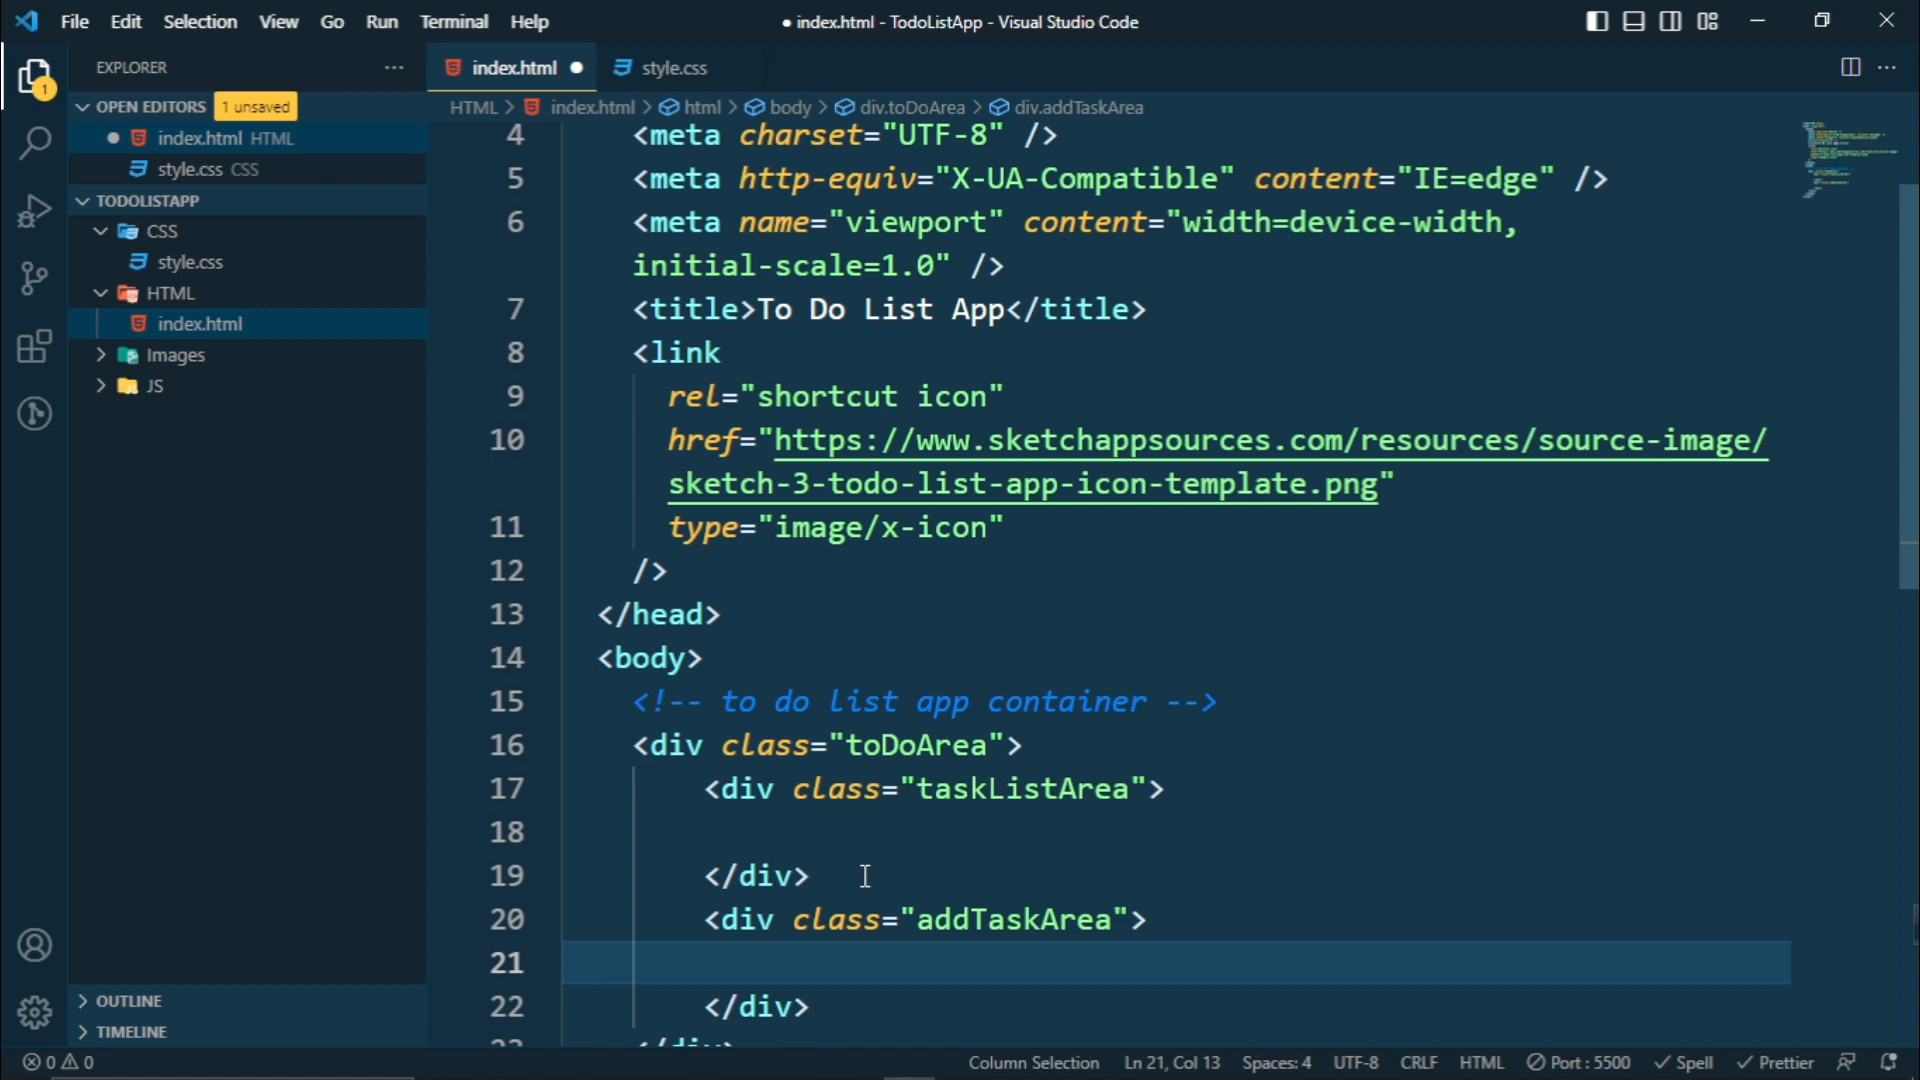 File Edit Selection View Go Run Terminal Help
● index.html - TodoListApp - Visual Studio Code
EXPLORER
1
OPEN EDITORS 1 unsaved
index.html HTML
style.css CSS
TODOLISTAPP
CSS
style.css
HTML
index.html
Images
JS
OUTLINE
TIMELINE
index.html
style.css
HTML > index.html > html > body > div.toDoArea > div.addTaskArea
4 <meta charset="UTF-8" />
5 <meta http-equiv="X-UA-Compatible" content="IE=edge" />
6 <meta name="viewport" content="width=device-width,
initial-scale=1.0" />
7 <title>To Do List App</title>
8 <link
9 rel="shortcut icon"
10 href="https://www.sketchappsources.com/resources/source-image/
sketch-3-todo-list-app-icon-template.png"
11 type="image/x-icon"
12 />
13 </head>
14 <body>
15 <!-- to do list app container -->
16 <div class="toDoArea">
17 <div class="taskListArea">
18
19 </div>
20 <div class="addTaskArea">
21
22 </div>
23 </div>
0 0 Column Selection Ln 21, Col 13 Spaces: 4 UTF-8 CRLF HTML Port : 5500 Spell Prettier